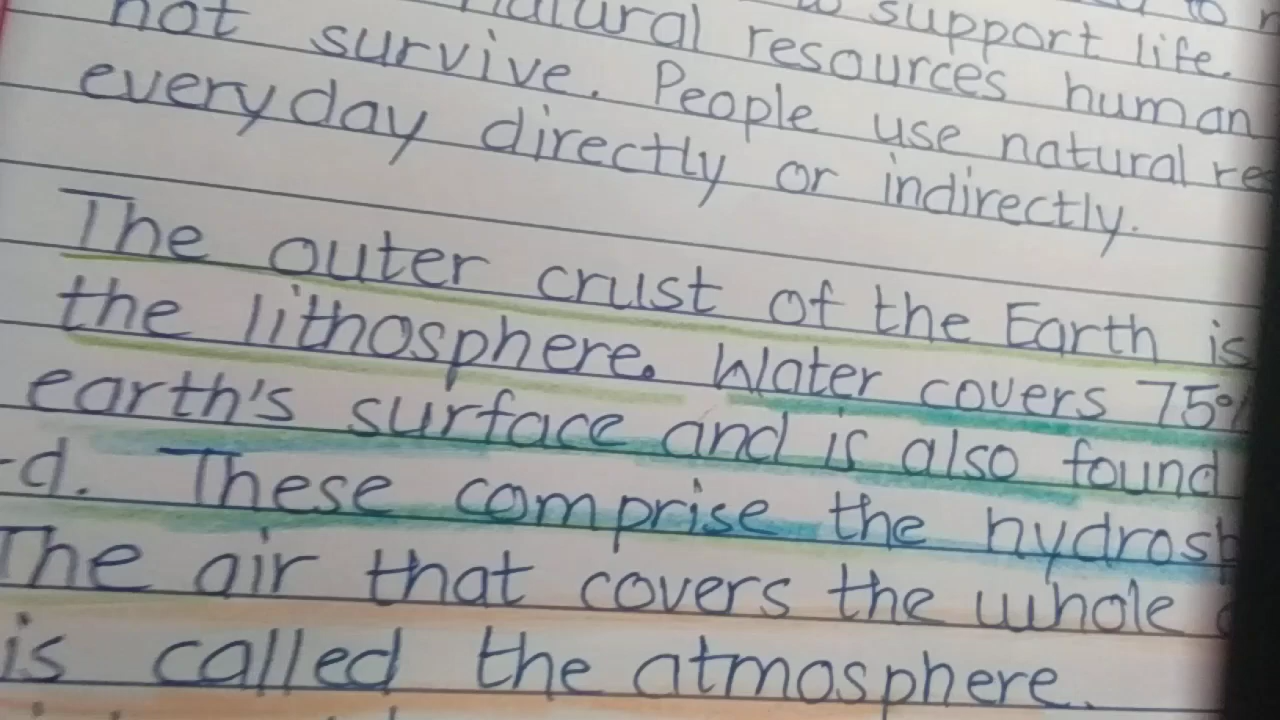 to
support life.
not survive. natural resources human
everyday directly or indirectly. People use natural
The outer crust of the Earth is
the lithosphere. Water covers 75%
earth's surface and is also found
-d. These comprise the hydrosp
The air that covers the whole
is called the atmosphere.